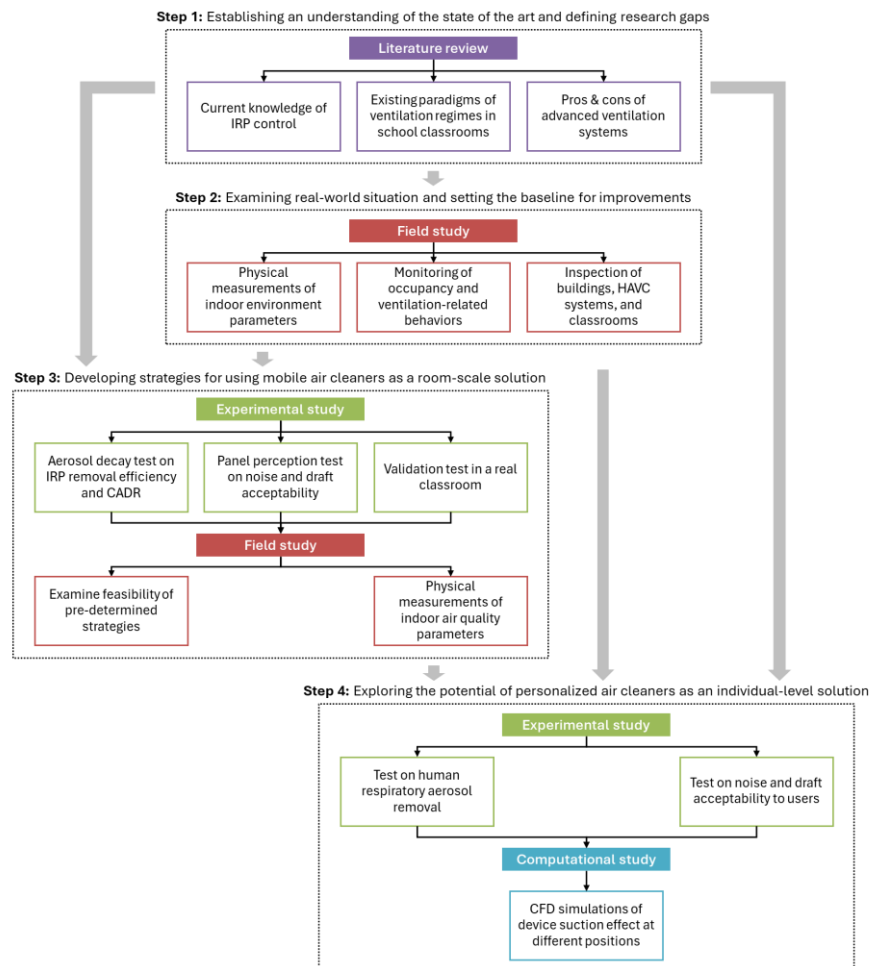 Step 1: Establishing an understanding of the state of the art and defining research gaps
Literature review
Current knowledge of
IRP control
Existing paradigms of
ventilation regimes in
school classrooms
Pros & cons of
advanced ventilation
systems
Step 2: Examining real-world situation and setting the baseline for improvements
Field study
Physical
measurements of
indoor environment
parameters
Monitoring of
occupancy and
ventilation-related
behaviors
Inspection of
buildings, HAVC
systems, and
classrooms
Step 3: Developing strategies for using mobile air cleaners as a room-scale solution
Experimental study
Aerosol decay test on
IRP removal efficiency
and CADR
Panel perception test
on noise and draft
acceptability
Validation test in a real
classroom
Field study
Examine feasibility of
pre-determined
strategies
Physical
measurements of
indoor air quality
parameters
Step 4: Exploring the potential of personalized air cleaners as an individual-level solution
Experimental study
Test on human
respiratory aerosol
removal
Test on noise and draft
acceptability to users
Computational study
CFD simulations of
device suction effect at
different positions